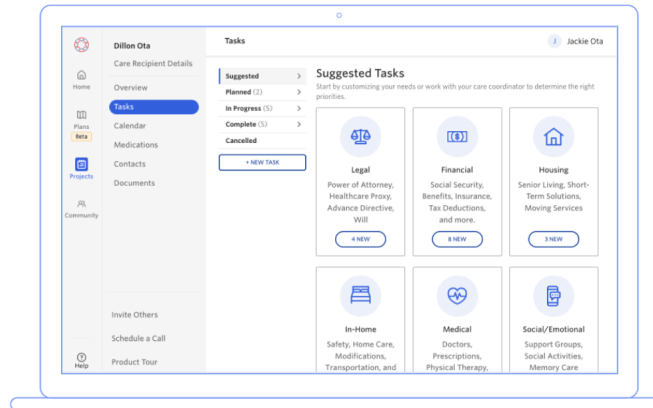 Home
Plans
Beta
Projects
Community
Help
Dillon Ota
Care Recipient Details
Overview
Tasks
Calendar
Medications
Contacts
Documents
Invite Others
Schedule a Call
Product Tour
Tasks
J Jackie Ota
Suggested
Planned (2)
In Progress (5)
Complete (5)
Cancelled
+ NEW TASK
Suggested Tasks
Start by customizing your needs or work with your care coordinator to determine the right
priorities.
Legal
Power of Attorney,
Healthcare Proxy,
Advance Directive,
Will
4 NEW
Financial
Social Security,
Benefits, Insurance,
Tax Deductions,
and more.
8 NEW
Housing
Senior Living, Short-
Term Solutions,
Moving Services
3 NEW
In-Home
Safety, Home Care,
Modifications,
Transportation, and
Medical
Doctors,
Prescriptions,
Physical Therapy,
Social/Emotional
Support Groups,
Social Activities,
Memory Care